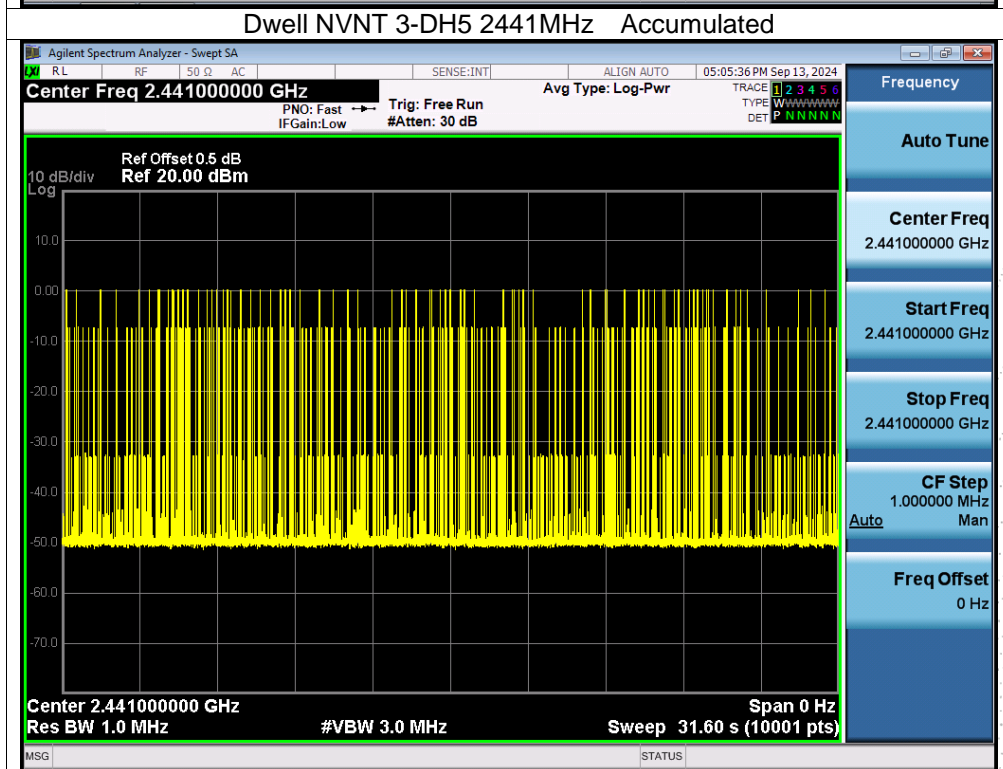 Dwell NVNT 3-DH5 2441MHz Accumulated
Agilent Spectrum Analyzer - Swept SA
LXI RL RF 50 Ω AC SENSE:INT ALIGN AUTO 05:05:36 PM Sep 13, 2024
Center Freq 2.441000000 GHz
PNO: Fast
IFGain:Low
Trig: Free Run
#Atten: 30 dB
Avg Type: Log-Pwr
TRACE 1 2 3 4 5 6
TYPE WWWWWWW
DET P N N N N N
Frequency
Auto Tune
Center Freq
2.441000000 GHz
Start Freq
2.441000000 GHz
Stop Freq
2.441000000 GHz
CF Step
1.000000 MHz
Auto Man
Freq Offset
0 Hz
Ref Offset 0.5 dB
10 dB/div Ref 20.00 dBm
Log
10.0
0.00
-10.0
-20.0
-30.0
-40.0
-50.0
-60.0
-70.0
Center 2.441000000 GHz Span 0 Hz
Res BW 1.0 MHz #VBW 3.0 MHz Sweep 31.60 s (10001 pts)
MSG STATUS